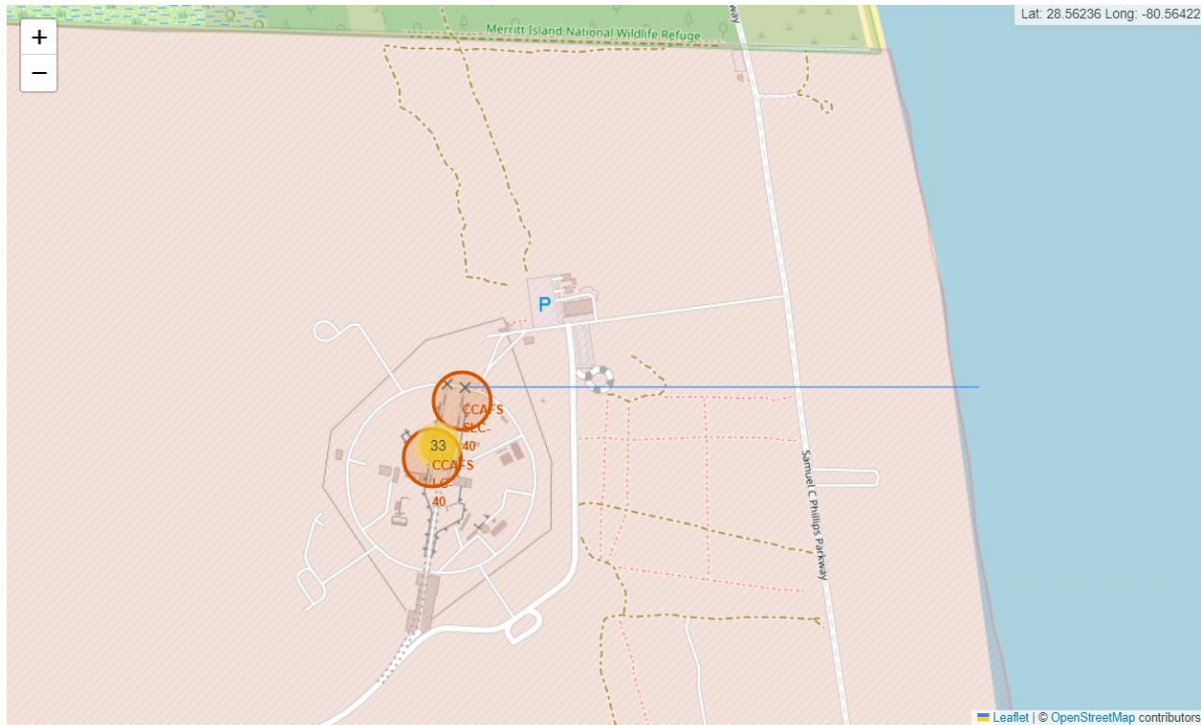 way
Lat: 28.56236 Long: -80.56422
+
Merritt Island National Wildlife Refuge
−
P
CCAFS
SLC-
40
33
CCAFS
LC-
40
Samuel C Phillips Parkway
Leaflet | © OpenStreetMap contributors